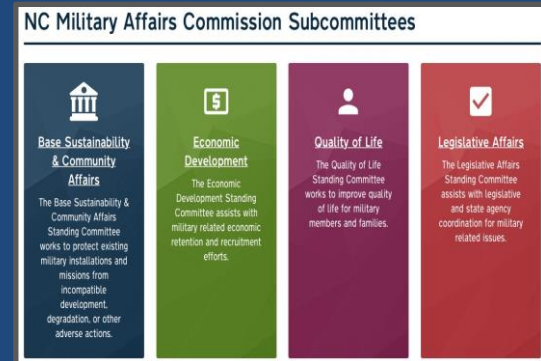 NC Military Affairs Commission Subcommittees
Base Sustainability
& Community
Affairs
The Base Sustainability &
Community Affairs
Standing Committee
works to protect existing
military installations and
missions from
incompatible
development,
degradation, or other
adverse actions.
$
Economic
Development
The Economic
Development Standing
Committee assists with
military related economic
retention and recruitment
efforts.
Quality of Life
The Quality of Life
Standing Committee
works to improve quality
of life for military
members and families.
Legislative Affairs
The Legislative Affairs
Standing Committee
assists with legislative
and state agency
coordination for military
related issues.